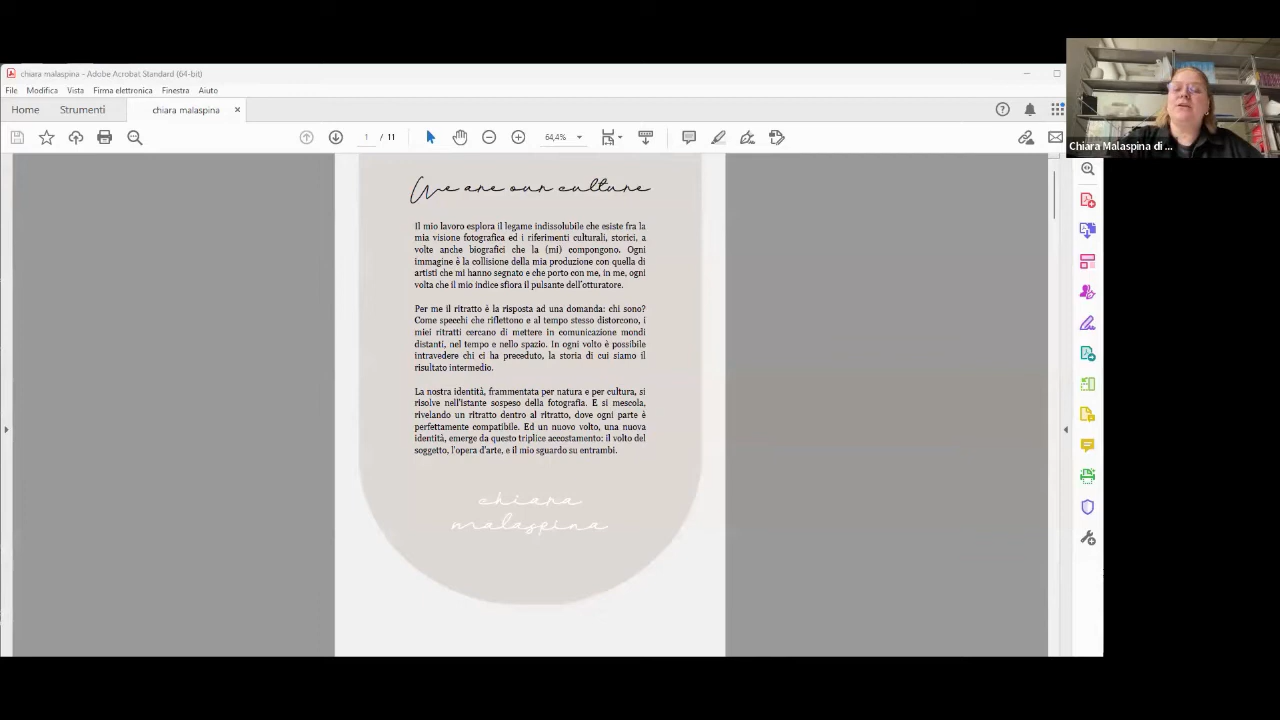 chiara malaspina - Adobe Acrobat Standard (64-bit)
File Modifica Vista Firma elettronica Finestra Aiuto
Home Strumenti chiara malaspina ×
1 / 11 64,4%
Chiara Malaspina di ...
We are our culture
Il mio lavoro esplora il legame indissolubile che esiste fra la
mia visione fotografica ed i riferimenti culturali, storici, a
volte anche biografici che la (mi) compongono. Ogni
immagine è la collisione della mia produzione con quella di
artisti che mi hanno segnato e che porto con me, in me, ogni
volta che il mio indice sfiora il pulsante dell'otturatore.
Per me il ritratto è la risposta ad una domanda: chi sono?
Come specchi che riflettono e al tempo stesso distorcono, i
miei ritratti cercano di mettere in comunicazione mondi
distanti, nel tempo e nello spazio. In ogni volto è possibile
intravedere chi ci ha preceduto, la storia di cui siamo il
risultato intermedio.
La nostra identità, frammentata per natura e per cultura, si
risolve nell'istante sospeso della fotografia. E si mescola,
rivelando un ritratto dentro al ritratto, dove ogni parte è
perfettamente compatibile. Ed un nuovo volto, una nuova
identità, emerge da questo triplice accostamento: il volto del
soggetto, l'opera d'arte, e il mio sguardo su entrambi.
chiara
malaspina